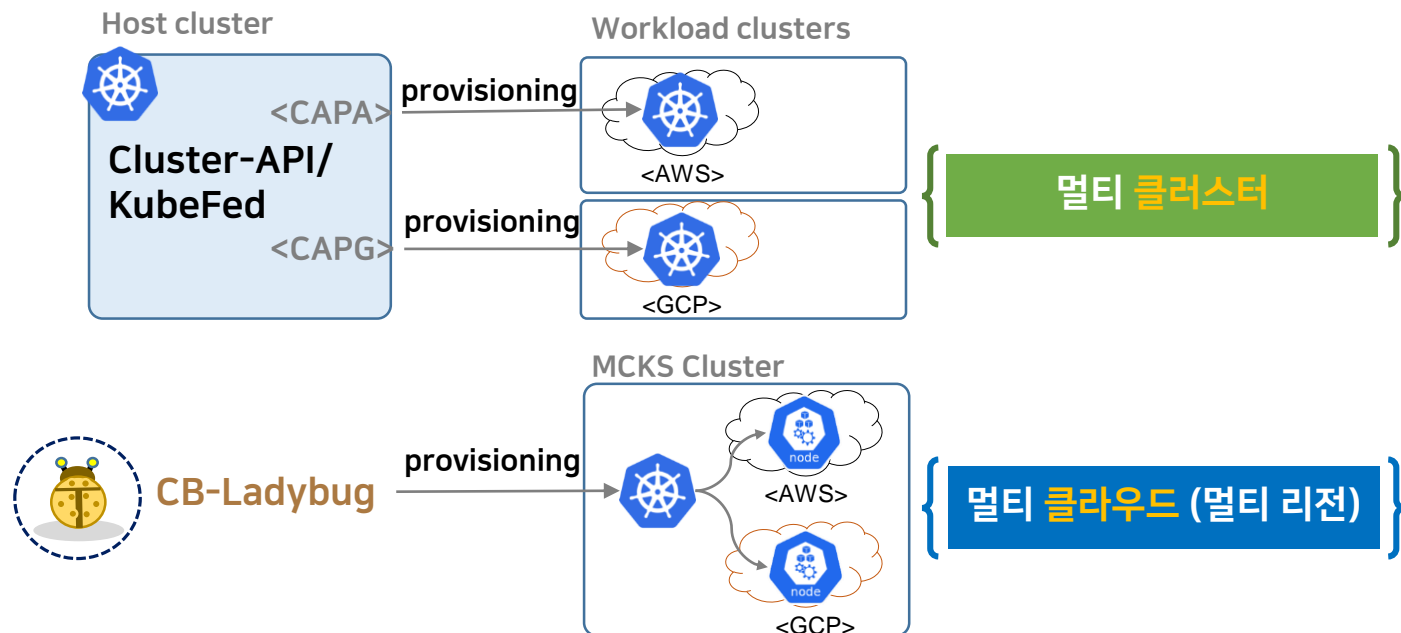 Host cluster
Workload clusters
<CAPA>
provisioning
Cluster-API/
KubeFed
<AWS>
<CAPG>
provisioning
<GCP>
멀티 클러스터
MCKS Cluster
CB-Ladybug
provisioning
node
<AWS>
node
<GCP>
멀티 클라우드 (멀티 리전)